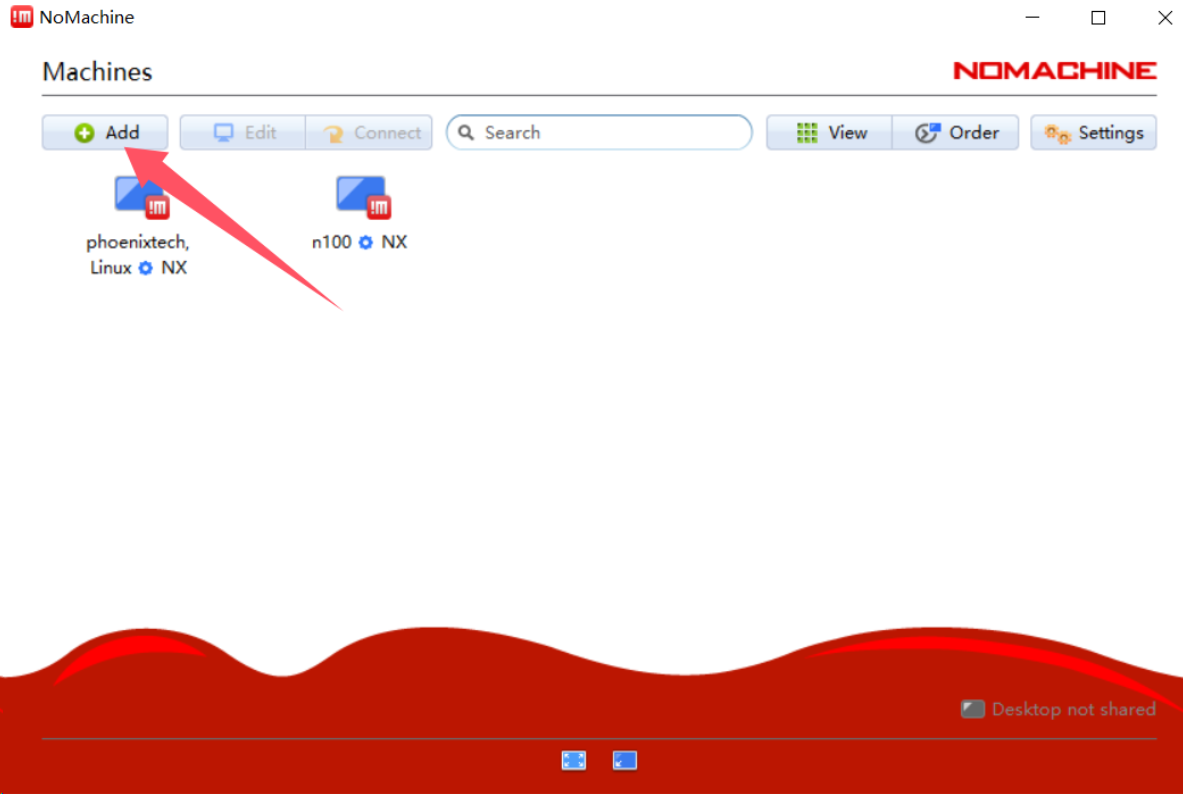 !m NoMachine
Machines
NOMACHINE
Add
Edit
Connect
Search
View
Order
Settings
!m
!m
phoenixtech,
Linux NX
n100 NX
Desktop not shared